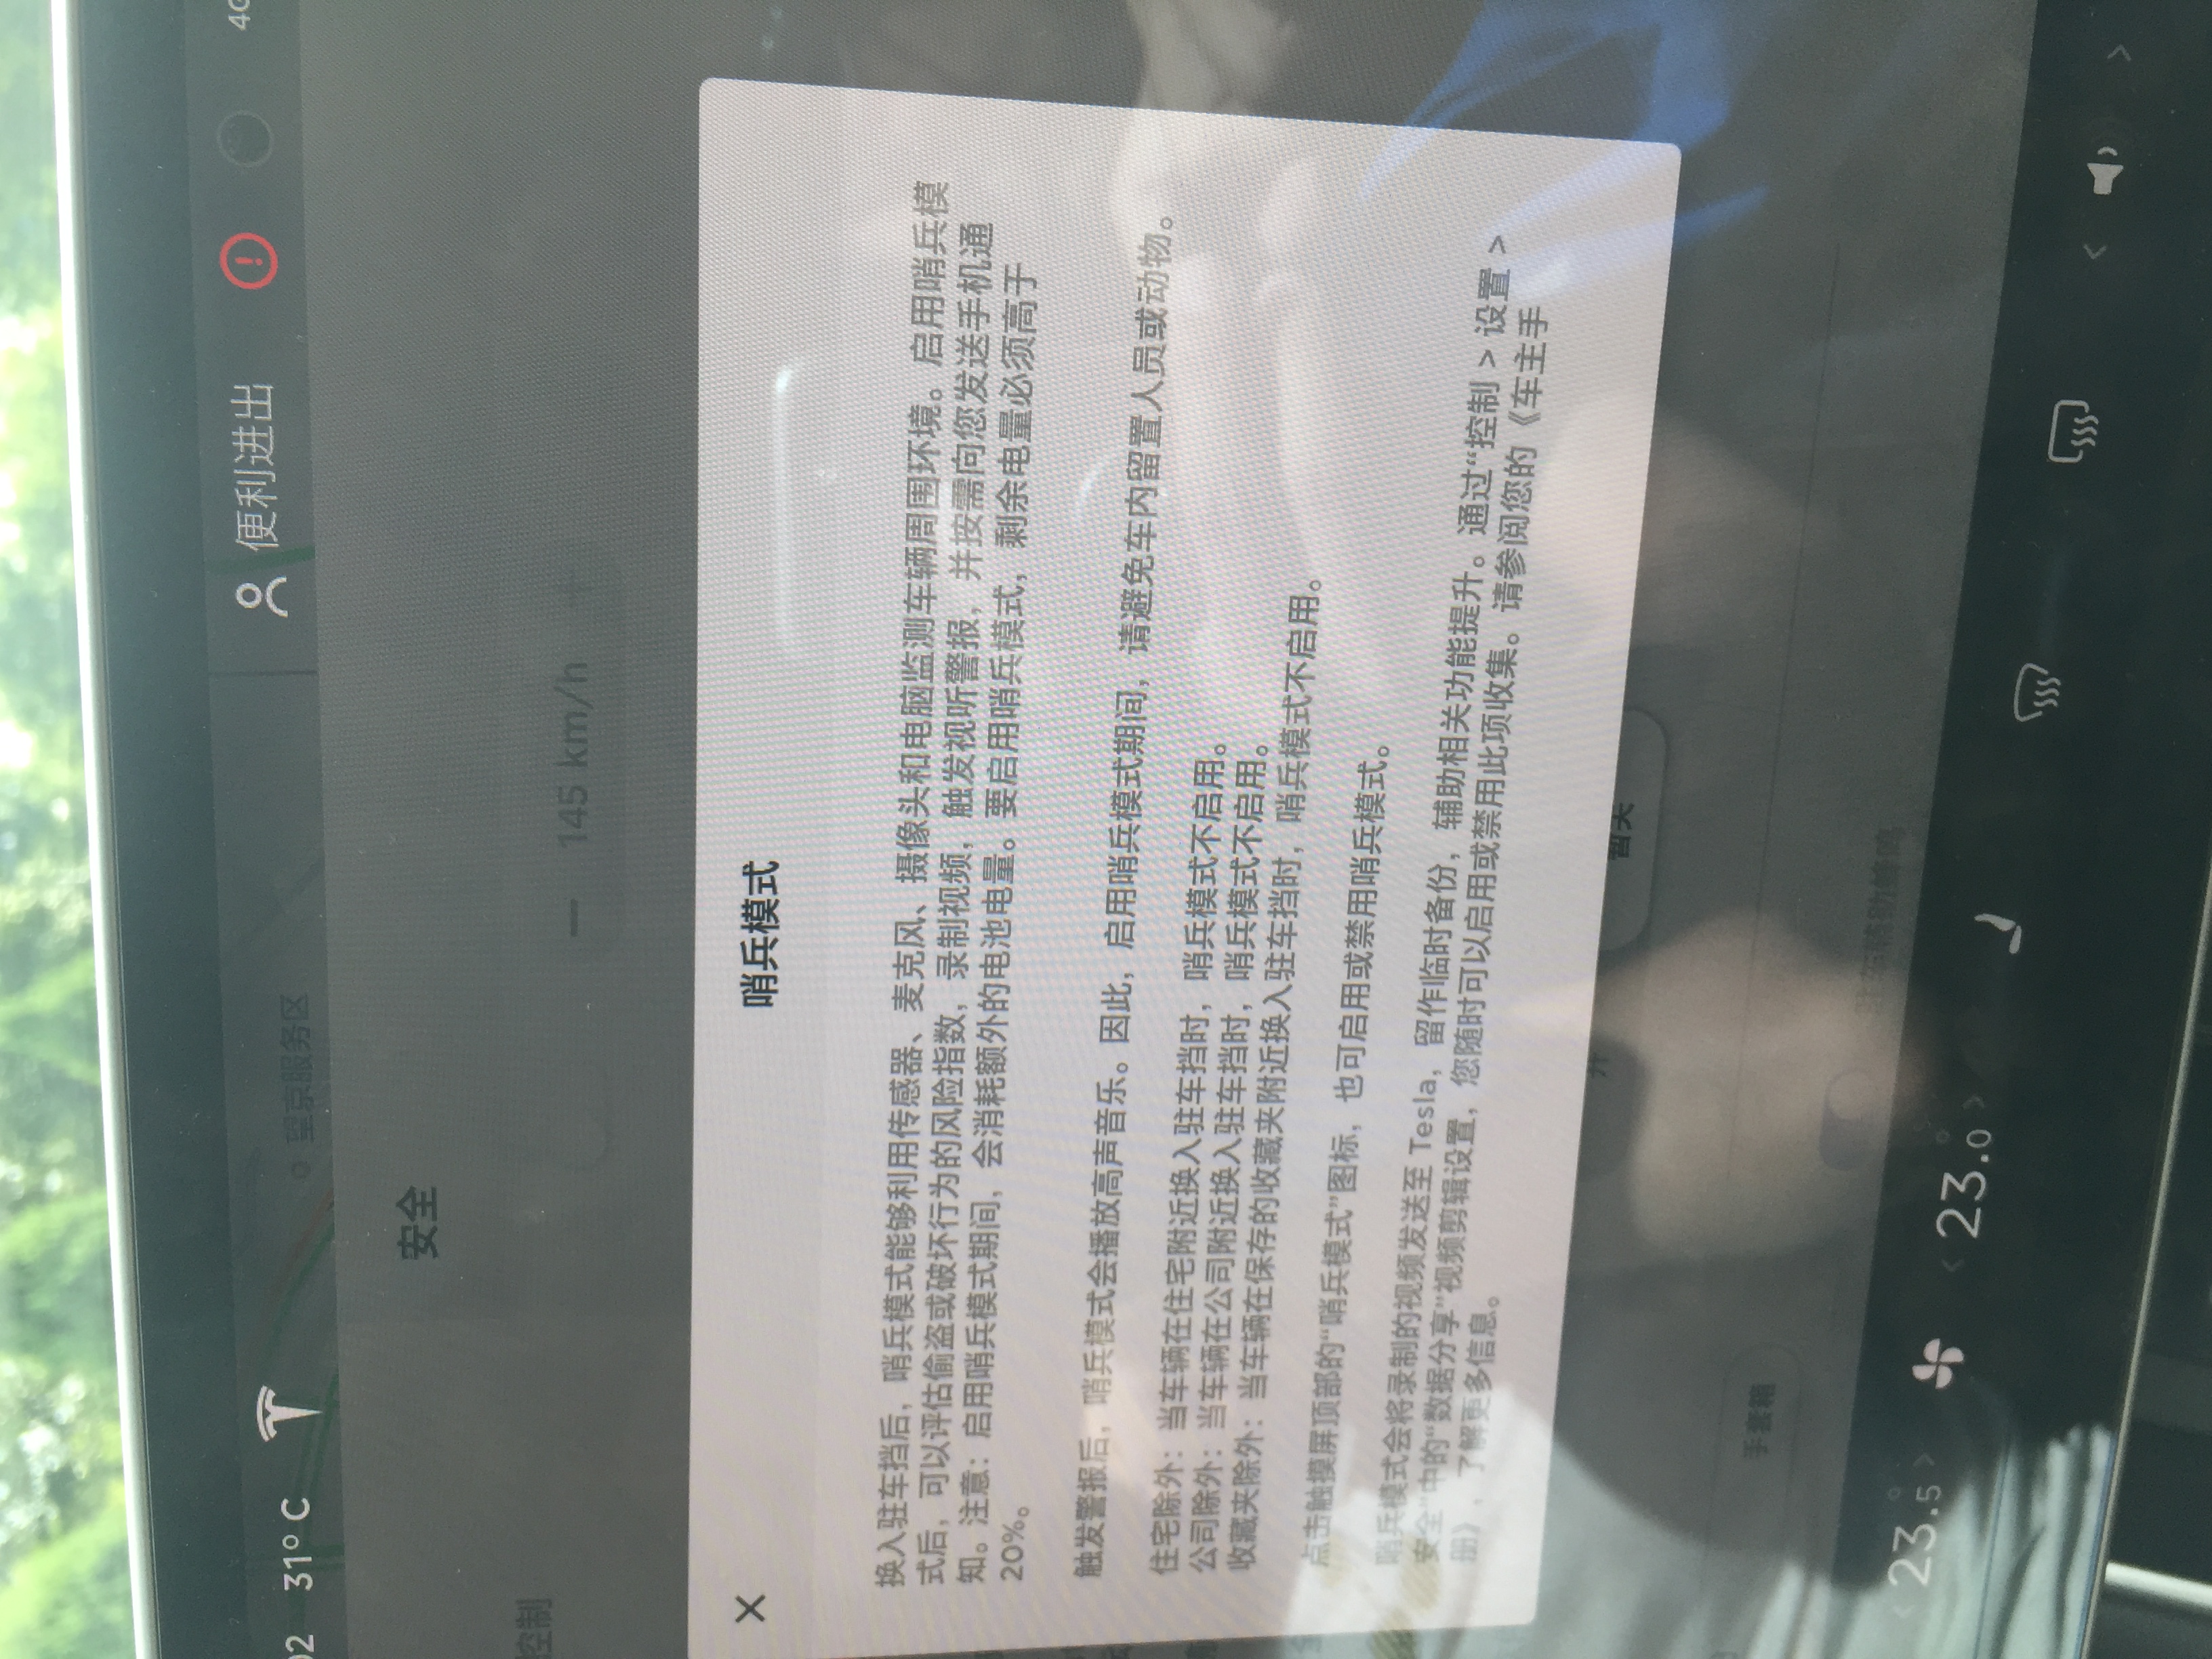 02 31° C 望京服务区 便利进出 4G
安全
控制
145 km/h
哨兵模式
换入驻车挡后，哨兵模式能够利用传感器、麦克风、摄像头和电脑监测车辆周围环境。启用哨兵模
式后，可以评估偷盗或破坏行为的风险指数，录制视频，触发视听警报，并按需向您发送手机通
知。注意：启用哨兵模式期间，会消耗额外的电池电量。要启用哨兵模式，剩余电量必须高于
20%。
触发警报后，哨兵模式会播放高声音乐。因此，启用哨兵模式期间，请避免车内留置人员或动物。
住宅除外：当车辆在住宅附近换入驻车挡时，哨兵模式不启用。
公司除外：当车辆在公司附近换入驻车挡时，哨兵模式不启用。
收藏夹除外：当车辆在保存的收藏夹附近换入驻车挡时，哨兵模式不启用。
点击触摸屏顶部的“哨兵模式”图标，也可启用或禁用哨兵模式。
哨兵模式会将录制的视频发送至 Tesla，留作临时备份，辅助相关功能提升。通过“控制 > 设置 >
安全”中的“数据分享”视频剪辑设置，您随时可以启用或禁用此项收集。请参阅您的《车主手
册》，了解更多信息。
开 暂关
手套箱
驻车辅助蜂鸣
23.5 23.0